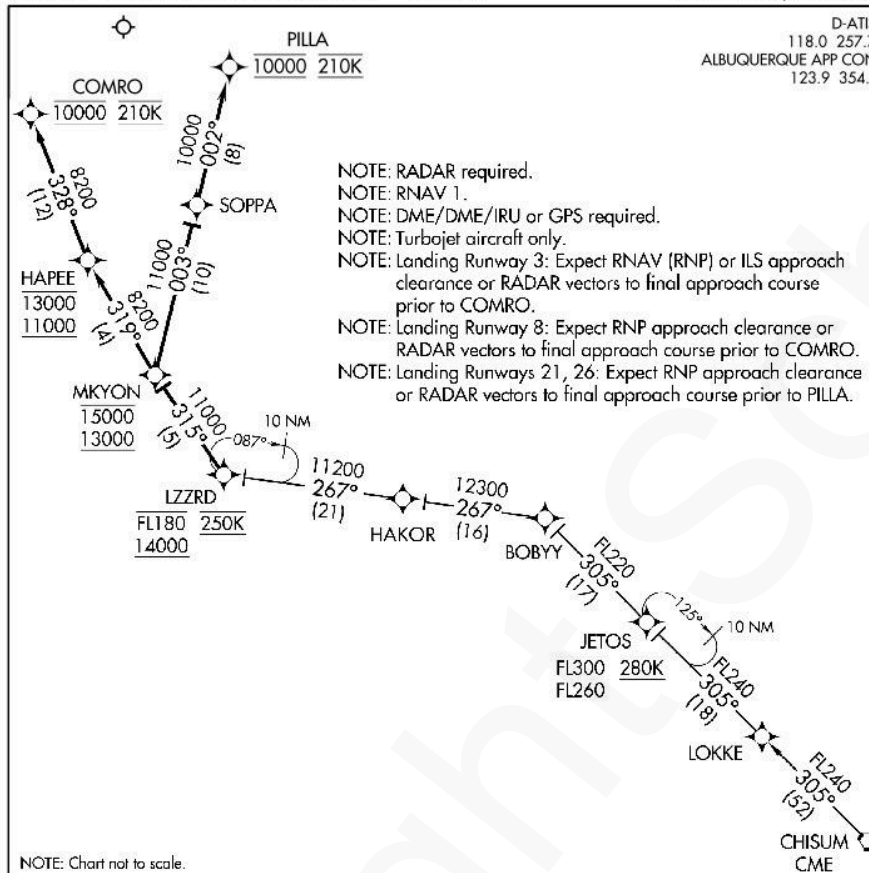 D-ATI
118.0 257.
ALBUQUERQUE APP CON
123.9 354.
PILLA
10000 210K
COMRO
10000 210K
10000
002°
(8)
SOPPA
8200
328°
(12)
HAPEE
13000
11000
11000
003°
(10)
8200
319°
(4)
MKYON
15000
13000
NOTE: RADAR required.
NOTE: RNAV 1.
NOTE: DME/DME/IRU or GPS required.
NOTE: Turbojet aircraft only.
NOTE: Landing Runway 3: Expect RNAV (RNP) or ILS approach
clearance or RADAR vectors to final approach course
prior to COMRO.
NOTE: Landing Runway 8: Expect RNP approach clearance or
RADAR vectors to final approach course prior to COMRO.
NOTE: Landing Runways 21, 26: Expect RNP approach clearance
or RADAR vectors to final approach course prior to PILLA.
11000
315°
(5)
087°
10 NM
LZZRD
FL180 250K
14000
11200
267°
(21)
HAKOR
12300
267°
(16)
BOBYY
FL220
305°
(17)
125°
10 NM
JETOS
FL300 280K
FL260
FL240
305°
(18)
LOKKE
FL240
305°
(52)
CHISUM
CME
NOTE: Chart not to scale.